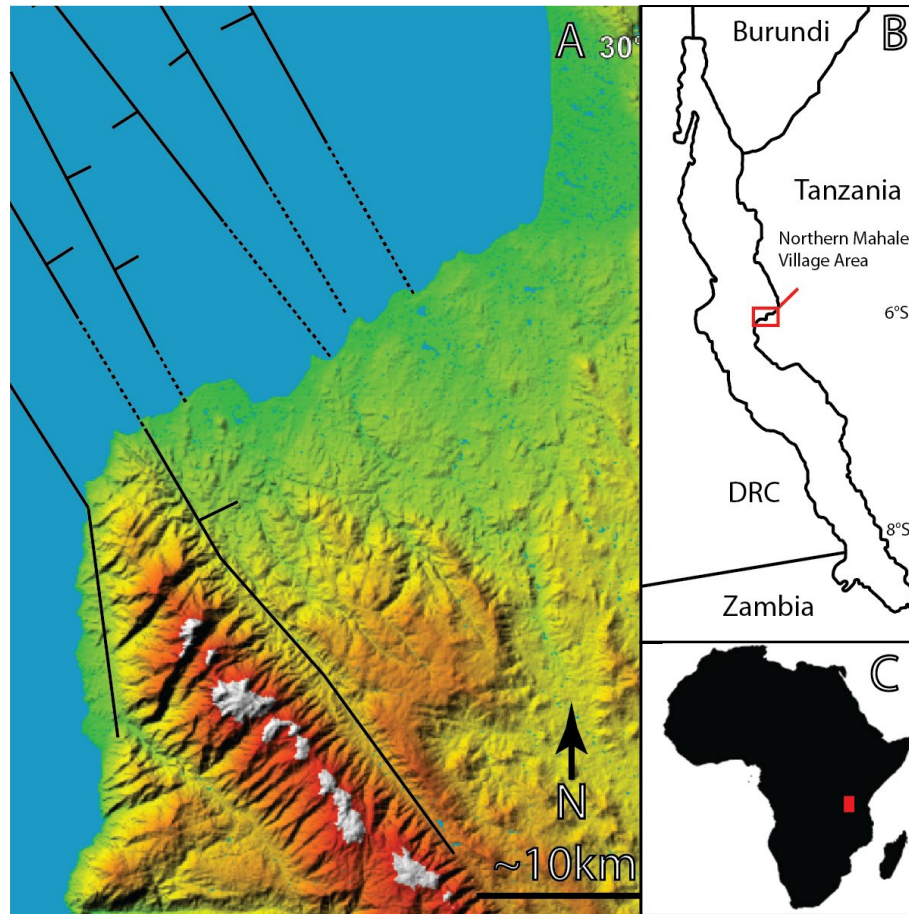 A
30°
N
~10km
Burundi
B
Tanzania
Northern Mahale
Village Area
6°S
DRC
8°S
Zambia
C